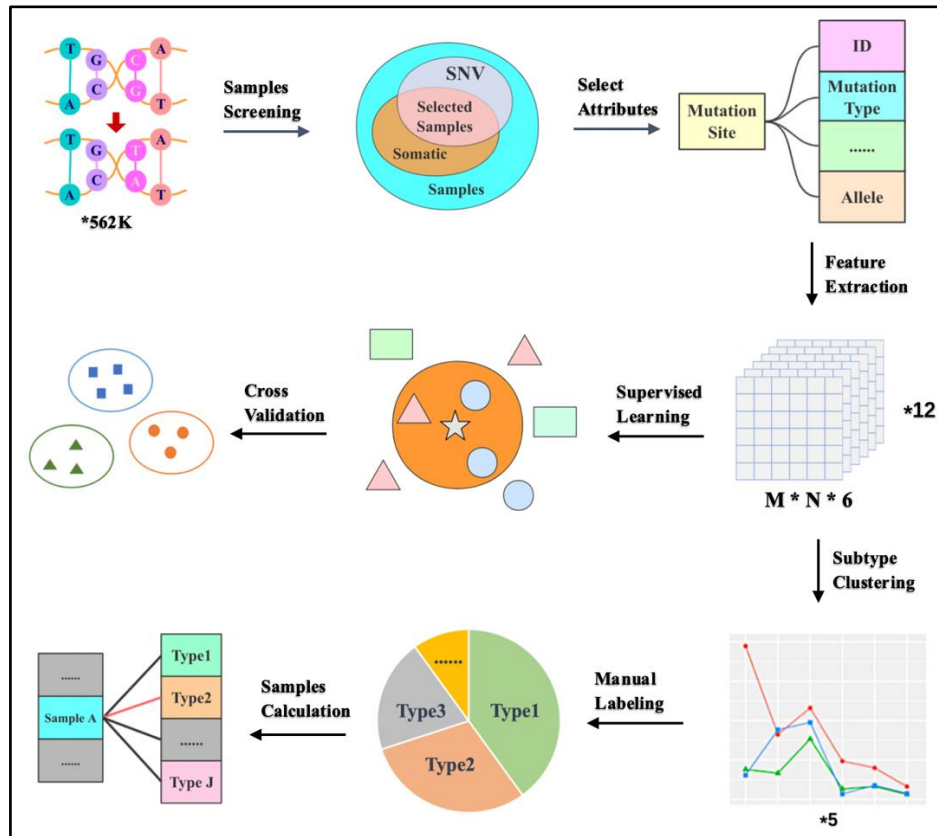 T
G
C
A
A
C
G
T
*562K
T
G
T
A
A
C
A
T
Samples
Screening
SNV
Selected
Samples
Somatic
Samples
Select
Attributes
Mutation
Site
ID
Mutation
Type
......
Allele
Feature
Extraction
Cross
Validation
Supervised
Learning
*12
M * N * 6
Subtype
Clustering
......
Sample A
......
Type1
Type2
......
Type J
Samples
Calculation
......
Type3
Type1
Type2
Manual
Labeling
*5